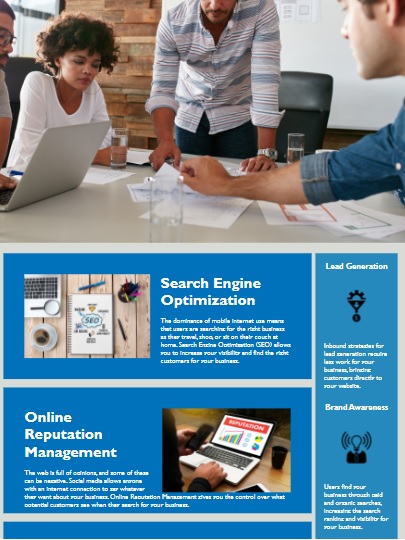 Search Engine
Optimization
The dominance of mobile internet use means
that users are searching for the right business
as they travel, shop, or sit on their couch at
home. Search Engine Optimization (SEO) allows
you to increase your visibility and find the right
customers for your business.
SEO
Online
Reputation
Management
The web is full of opinions, and some of these
can be negative. Social media allows anyone
with an internet connection to say whatever
they want about your business. Online Reputation Management gives you the control over what
potential customers see when they search for your business.
REPUTATION
Lead Generation
Inbound strategies for
lead generation require
less work for your
business, bringing
customers directly to
your website.
Brand Awareness
Users find your
business through paid
and organic searches,
increasing the search
ranking and visibility for
your business.